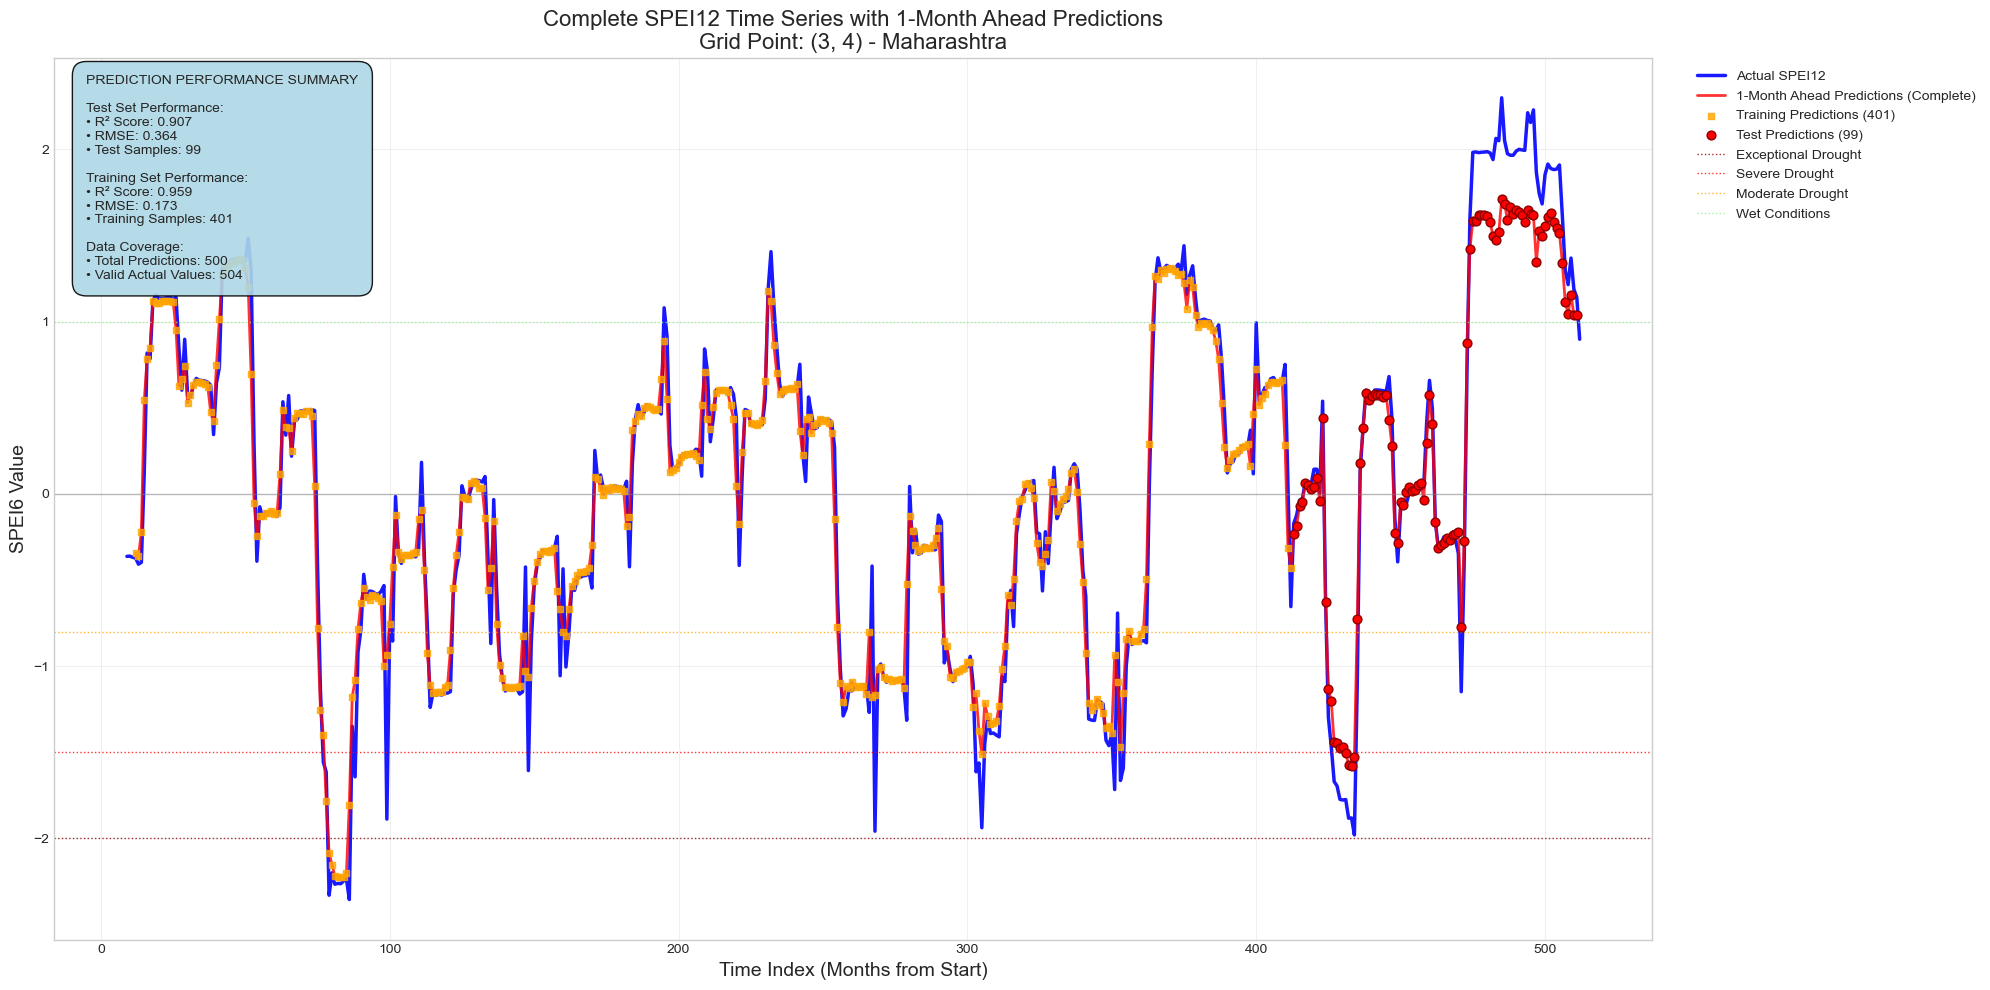 Complete SPEI12 Time Series with 1-Month Ahead Predictions
Grid Point: (3, 4) - Maharashtra
PREDICTION PERFORMANCE SUMMARY
Test Set Performance:
• R² Score: 0.907
• RMSE: 0.364
• Test Samples: 99
Training Set Performance:
• R² Score: 0.959
• RMSE: 0.173
• Training Samples: 401
Data Coverage:
• Total Predictions: 500
• Valid Actual Values: 504
Actual SPEI12
1-Month Ahead Predictions (Complete)
Training Predictions (401)
Test Predictions (99)
Exceptional Drought
Severe Drought
Moderate Drought
Wet Conditions
SPEI6 Value
2
1
0
−1
−2
0
100
200
300
400
500
Time Index (Months from Start)